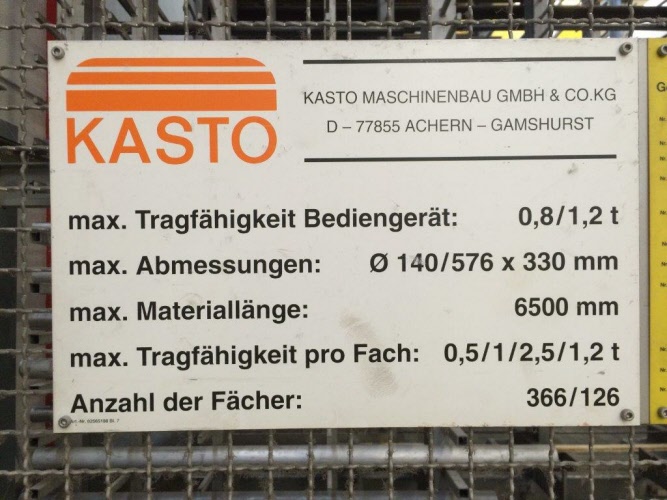 KASTO
KASTO MASCHINENBAU GMBH & CO.KG
D – 77855 ACHERN – GAMSHURST
max. Tragfähigkeit Bediengerät: 0,8/1,2 t
max. Abmessungen: Ø 140/576 x 330 mm
max. Materiallänge: 6500 mm
max. Tragfähigkeit pro Fach: 0,5/1/2,5/1,2 t
Anzahl der Fächer: 366/126